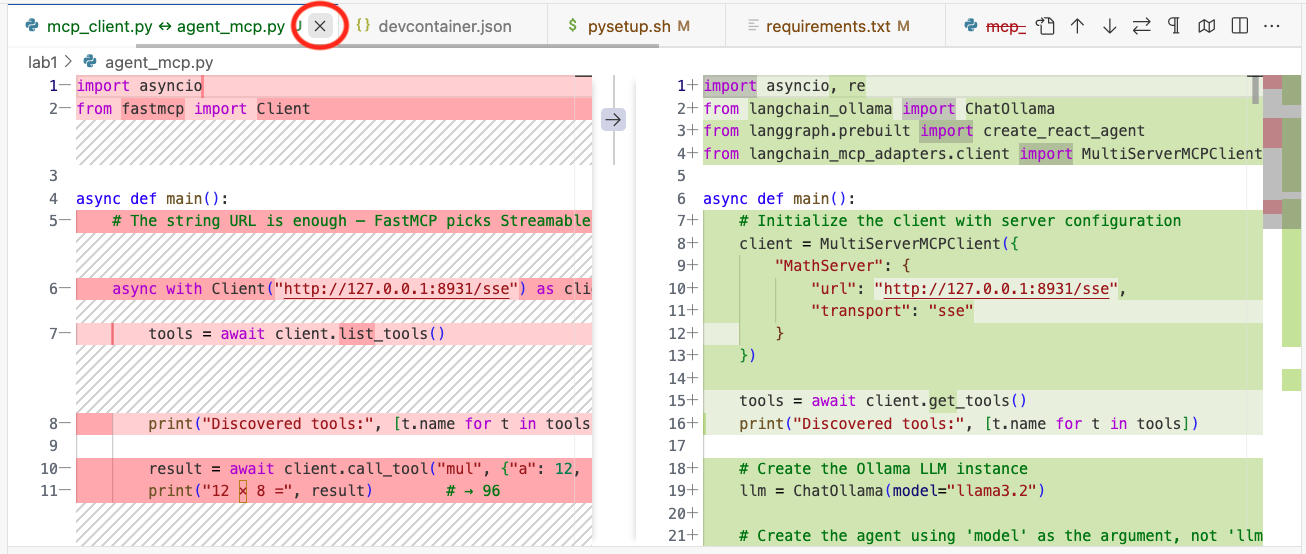 mcp_client.py ↔ agent_mcp.py U × {} devcontainer.json $ pysetup.sh M requirements.txt M mcp_
lab1 > agent_mcp.py
1— import asyncio
2— from fastmcp import Client
3
4 async def main():
5— # The string URL is enough – FastMCP picks Streamable
6— async with Client("http://127.0.0.1:8931/sse") as clie
7— tools = await client.list_tools()
8— print("Discovered tools:", [t.name for t in tools
9
10— result = await client.call_tool("mul", {"a": 12,
11— print("12 × 8 =", result) # → 96
1+ import asyncio, re
2+ from langchain_ollama import ChatOllama
3+ from langgraph.prebuilt import create_react_agent
4+ from langchain_mcp_adapters.client import MultiServerMCPClient
5
6 async def main():
7+ # Initialize the client with server configuration
8+ client = MultiServerMCPClient({
9+ "MathServer": {
10+ "url": "http://127.0.0.1:8931/sse",
11+ "transport": "sse"
12+ }
13+ })
14+
15+ tools = await client.get_tools()
16+ print("Discovered tools:", [t.name for t in tools])
17
18+ # Create the Ollama LLM instance
19+ llm = ChatOllama(model="llama3.2")
20+
21+ # Create the agent using 'model' as the argument, not 'llm